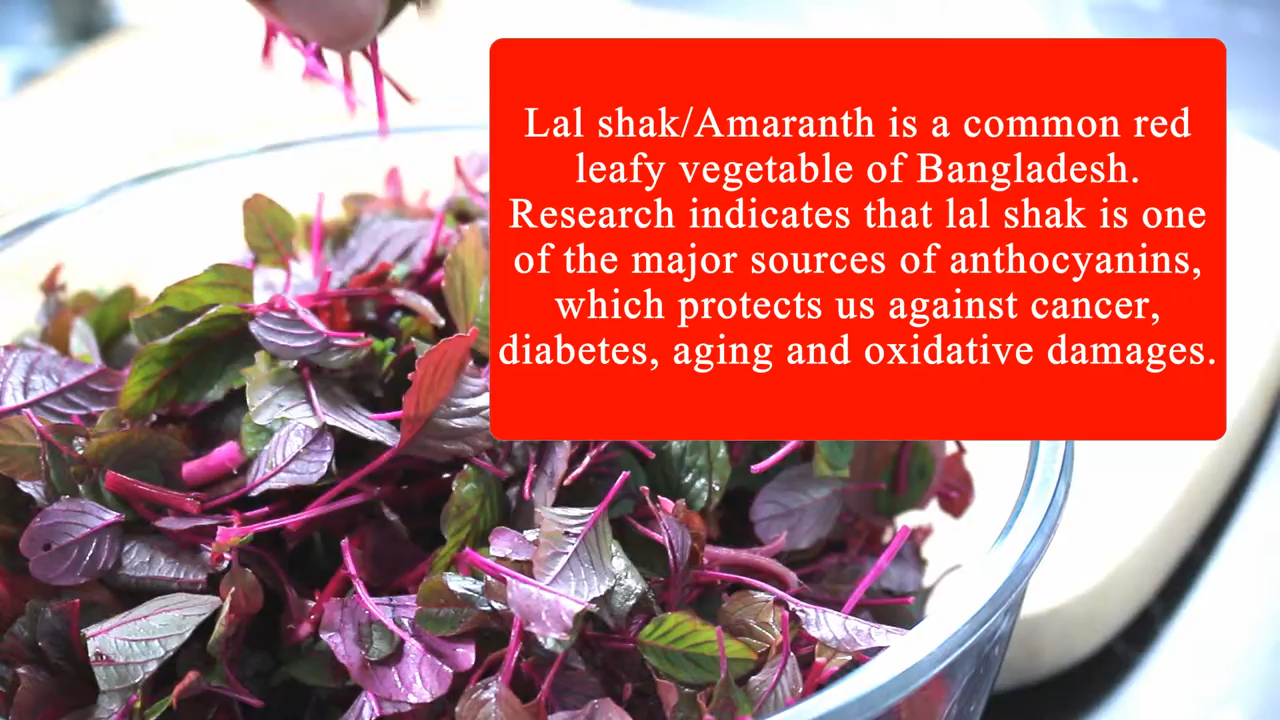 Lal shak/Amaranth is a common red
leafy vegetable of Bangladesh.
Research indicates that lal shak is one
of the major sources of anthocyanins,
which protects us against cancer,
diabetes, aging and oxidative damages.